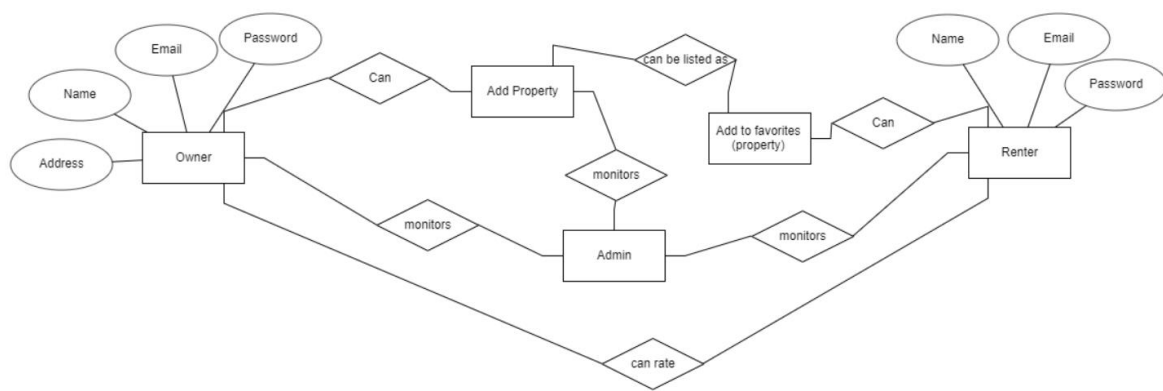 Email
Password
Name
Address
Owner
Can
Add Property
can be listed as
Add to favorites
(property)
Can
Name
Email
Password
Renter
monitors
monitors
Admin
monitors
can rate